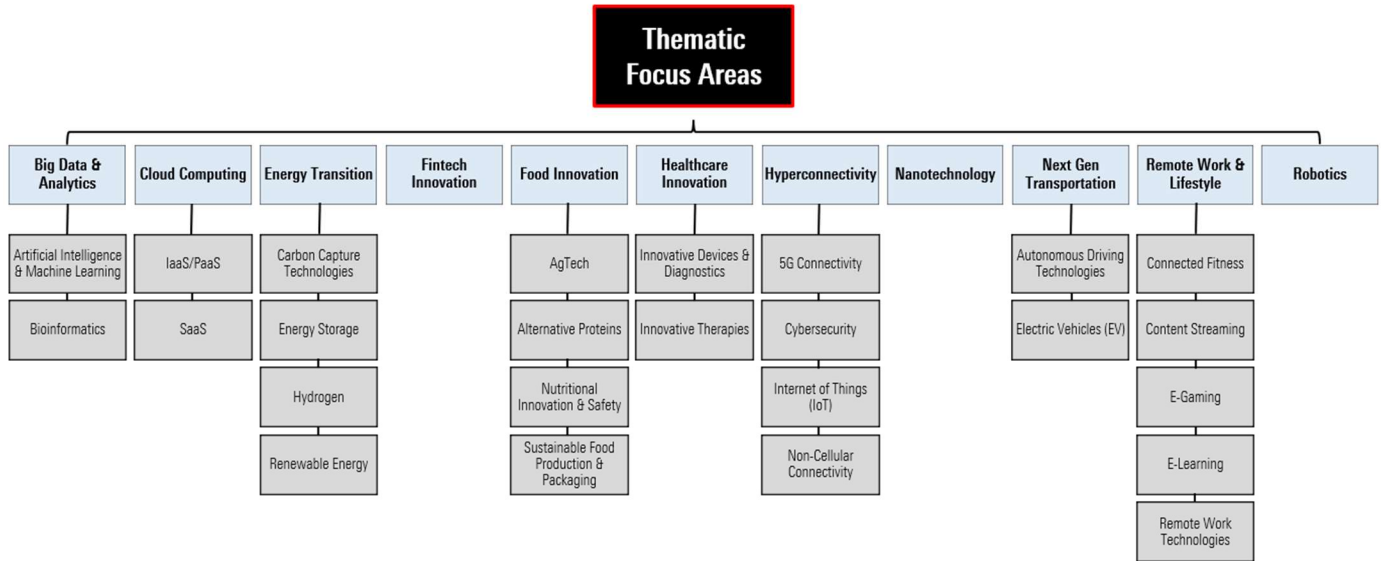 Thematic
Focus Areas
Big Data &
Analytics
Cloud Computing
Energy Transition
Fintech
Innovation
Food Innovation
Healthcare
Innovation
Hyperconnectivity
Nanotechnology
Next Gen
Transportation
Remote Work &
Lifestyle
Robotics
Artificial Intelligence
& Machine Learning
Bioinformatics
IaaS/PaaS
SaaS
Carbon Capture
Technologies
Energy Storage
Hydrogen
Renewable Energy
AgTech
Alternative Proteins
Nutritional
Innovation & Safety
Sustainable Food
Production &
Packaging
Innovative Devices &
Diagnostics
Innovative Therapies
5G Connectivity
Cybersecurity
Internet of Things
(IoT)
Non-Cellular
Connectivity
Autonomous Driving
Technologies
Electric Vehicles (EV)
Connected Fitness
Content Streaming
E-Gaming
E-Learning
Remote Work
Technologies